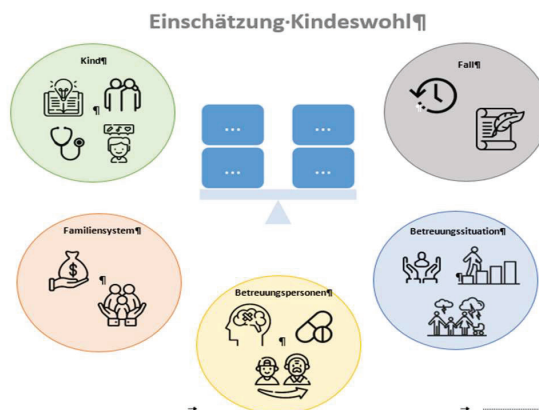 Einschätzung·Kindeswohl¶
Kind¶
¶
Fall¶
... ...
... ...
Familiensystem¶
$
¶
Betreuungspersonen¶
¶
Betreuungssituation¶
¶